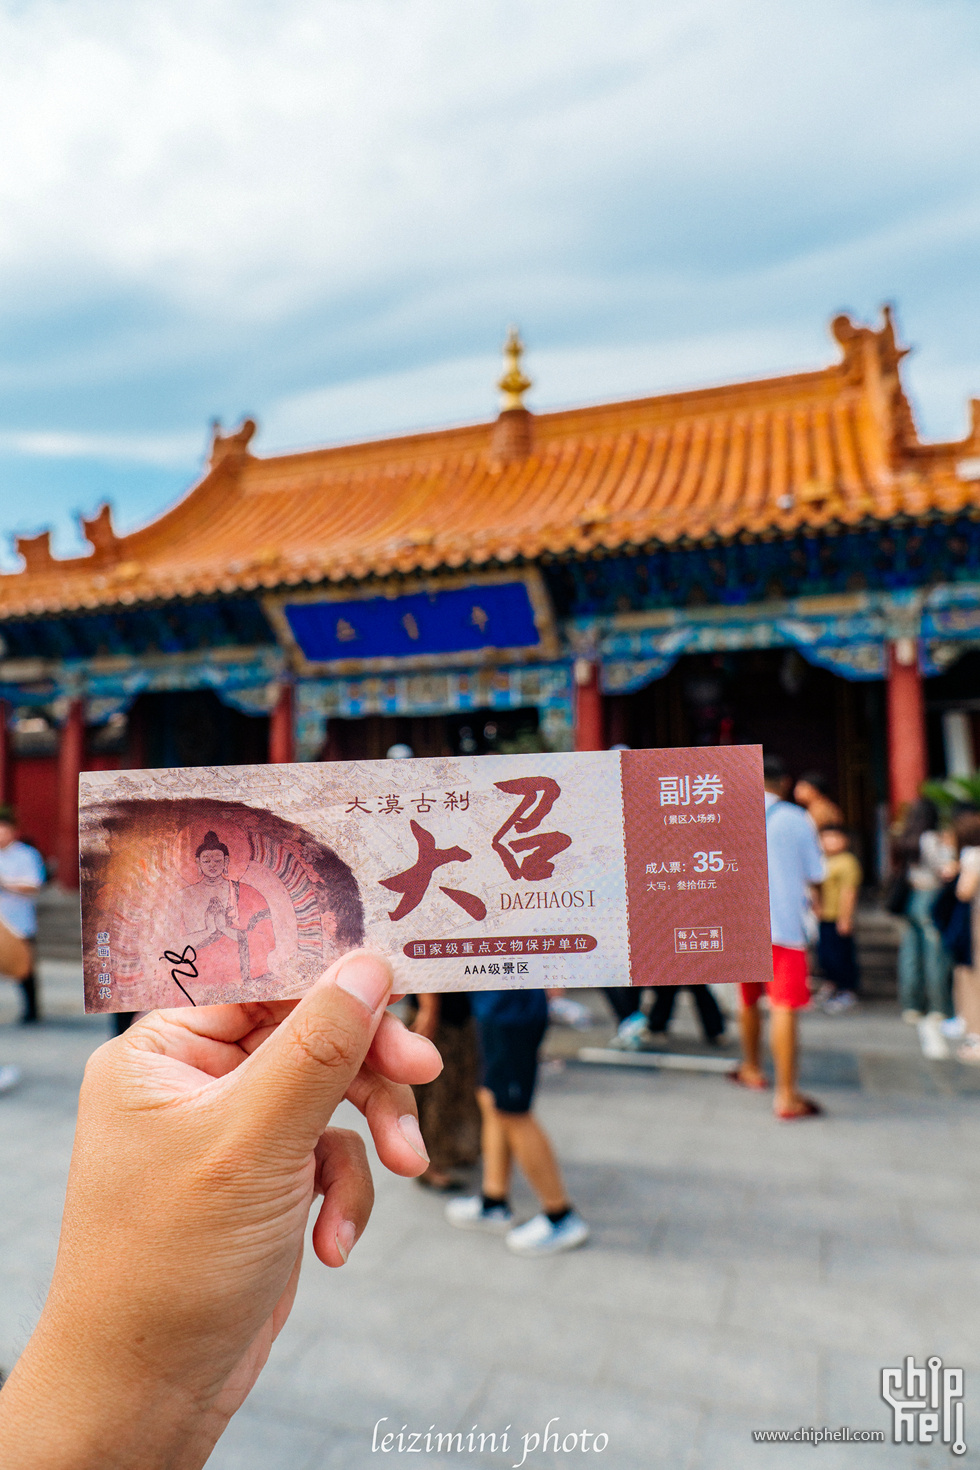 大漠古刹
大召
DAZHAOSI
国家级重点文物保护单位
AAA级景区
壁画·明代
副券
(景区入场券)
成人票：35元
大写：叁拾伍元
每人一票
当日使用
leizimini photo
www.chiphell.com
chip
hell